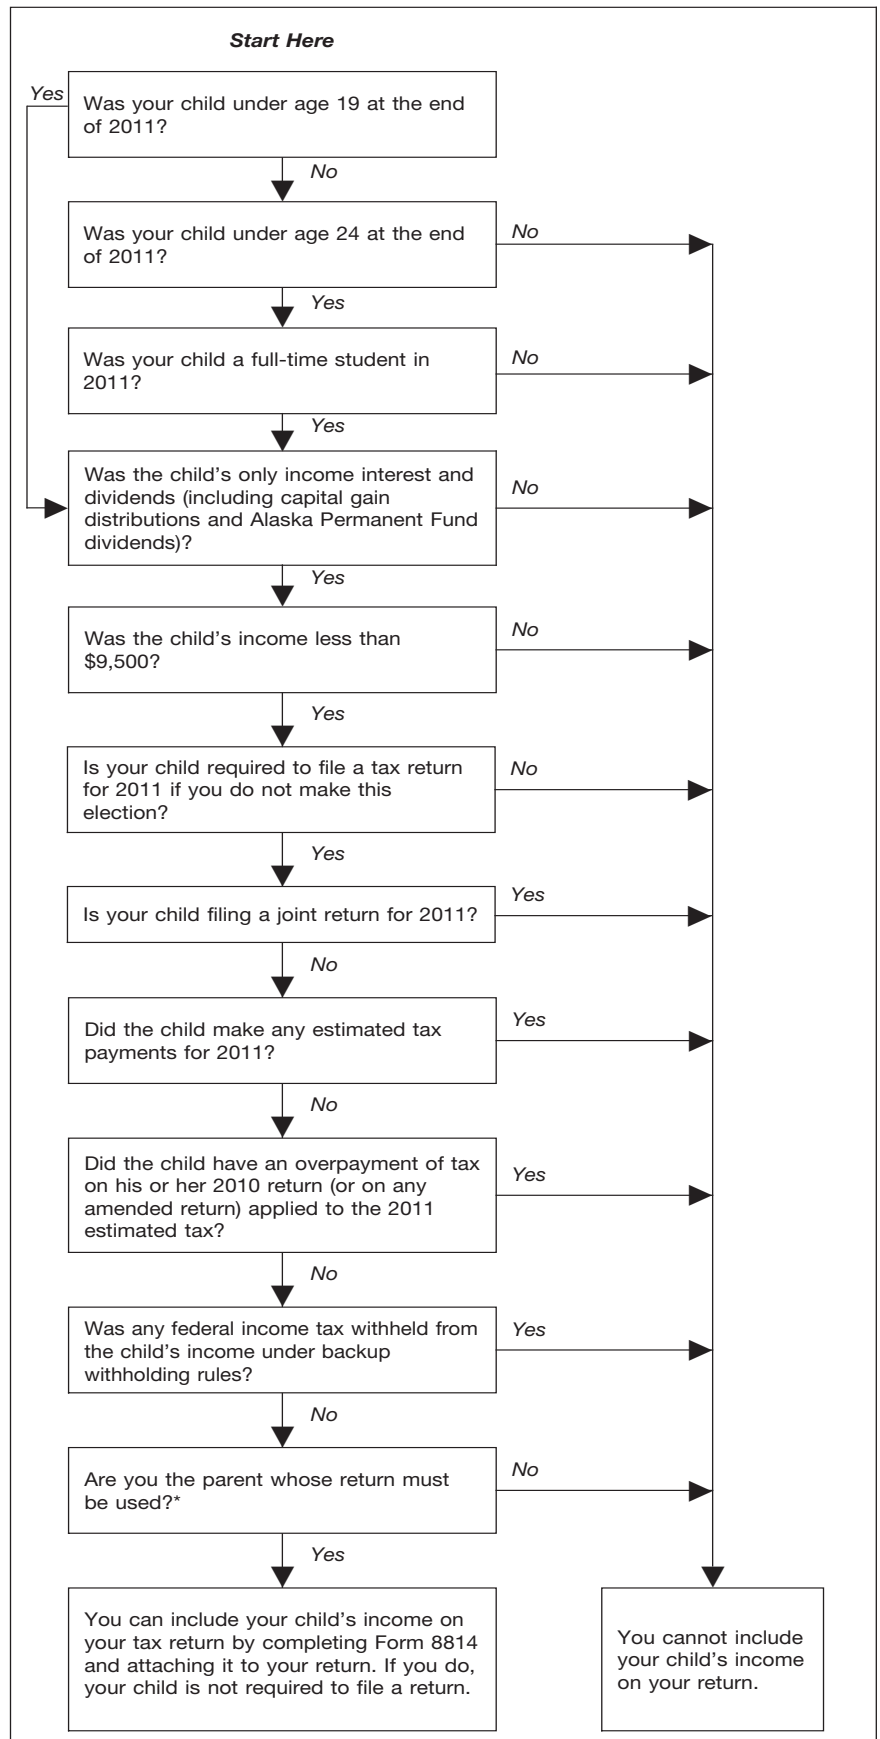 Start Here
Yes
Was your child under age 19 at the end
of 2011?
No
Was your child under age 24 at the end
of 2011?
No
Yes
Was your child a full-time student in
2011?
No
Yes
Was the child's only income interest and
dividends (including capital gain
distributions and Alaska Permanent Fund
dividends)?
No
Yes
Was the child's income less than
$9,500?
No
Yes
Is your child required to file a tax return
for 2011 if you do not make this
election?
No
Yes
Is your child filing a joint return for 2011?
Yes
No
Did the child make any estimated tax
payments for 2011?
Yes
No
Did the child have an overpayment of tax
on his or her 2010 return (or on any
amended return) applied to the 2011
estimated tax?
Yes
No
Was any federal income tax withheld from
the child's income under backup
withholding rules?
Yes
No
Are you the parent whose return must
be used?*
No
Yes
You can include your child's income on
your tax return by completing Form 8814
and attaching it to your return. If you do,
your child is not required to file a return.
You cannot include
your child's income
on your return.